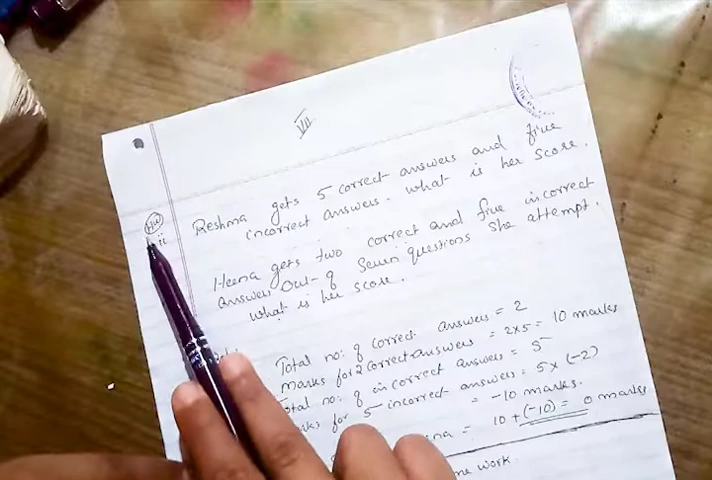 VII
Reshma gets 5 correct answers and five
incorrect answers. what is her score.
ii
Heena gets two correct and five incorrect
answers Out of Seven questions she attempt.
what is her score.
Total no: of correct answers = 2
marks for 2 correct answers = 2x5 = 10 marks
otal no: of incorrect answers = 5
ks for 5 incorrect answers = 5 x (-2)
= -10 marks.
10 + (-10) = 0 marks
me work